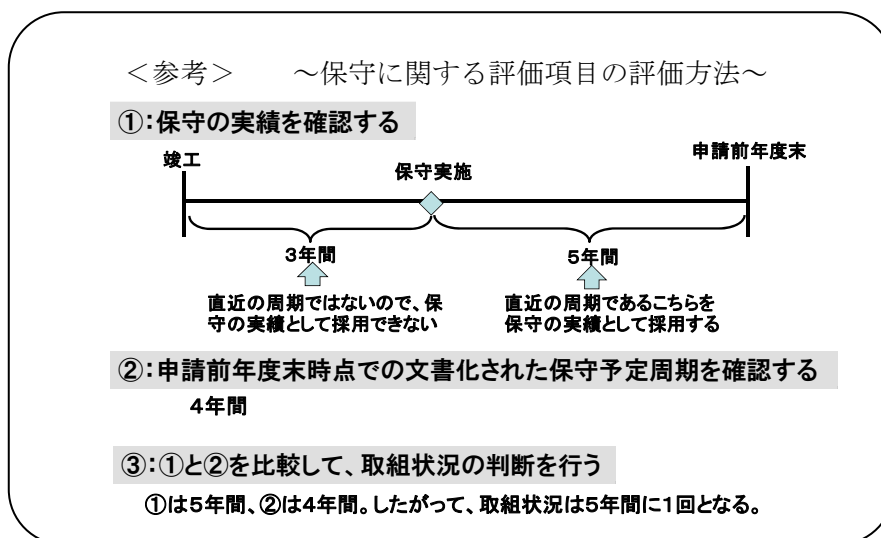 ＜参考＞　～保守に関する評価項目の評価方法～
①：保守の実績を確認する
竣工
保守実施
申請前年度末
3年間
5年間
直近の周期ではないので、保
守の実績として採用できない
直近の周期であるこちらを
保守の実績として採用する
②：申請前年度末時点での文書化された保守予定周期を確認する
4年間
③：①と②を比較して、取組状況の判断を行う
①は5年間、②は4年間。したがって、取組状況は5年間に1回となる。